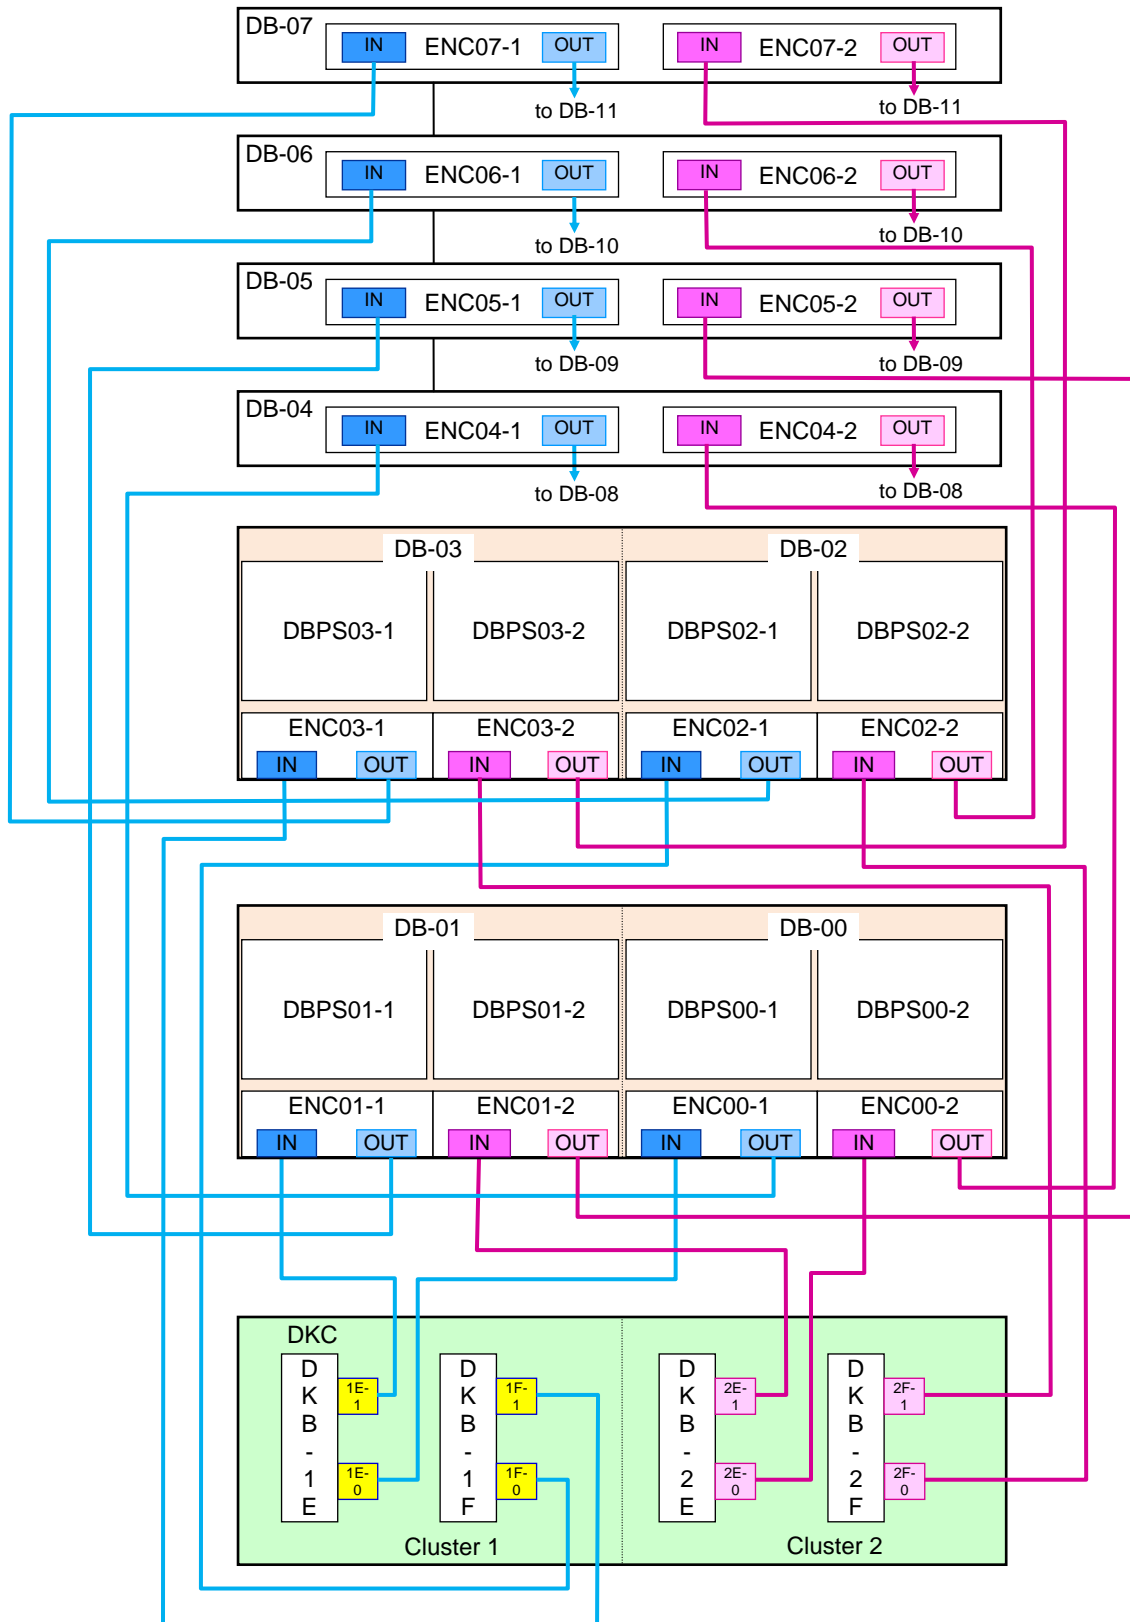 DB-07
IN ENC07-1 OUT IN ENC07-2 OUT
to DB-11 to DB-11
DB-06
IN ENC06-1 OUT IN ENC06-2 OUT
to DB-10 to DB-10
DB-05
IN ENC05-1 OUT IN ENC05-2 OUT
to DB-09 to DB-09
DB-04
IN ENC04-1 OUT IN ENC04-2 OUT
to DB-08 to DB-08
DB-03 DB-02
DBPS03-1 DBPS03-2 DBPS02-1 DBPS02-2
ENC03-1 ENC03-2 ENC02-1 ENC02-2
IN OUT IN OUT IN OUT IN OUT
DB-01 DB-00
DBPS01-1 DBPS01-2 DBPS00-1 DBPS00-2
ENC01-1 ENC01-2 ENC00-1 ENC00-2
IN OUT IN OUT IN OUT IN OUT
DKC
D
K
B
-
1
E
1E-
1
1E-
0
D
K
B
-
1
F
1F-
1
1F-
0
Cluster 1
D
K
B
-
2
E
2E-
1
2E-
0
D
K
B
-
2
F
2F-
1
2F-
0
Cluster 2